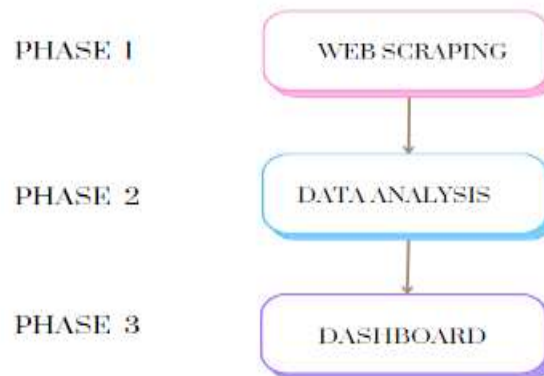 PHASE 1
WEB SCRAPING
PHASE 2
DATA ANALYSIS
PHASE 3
DASHBOARD